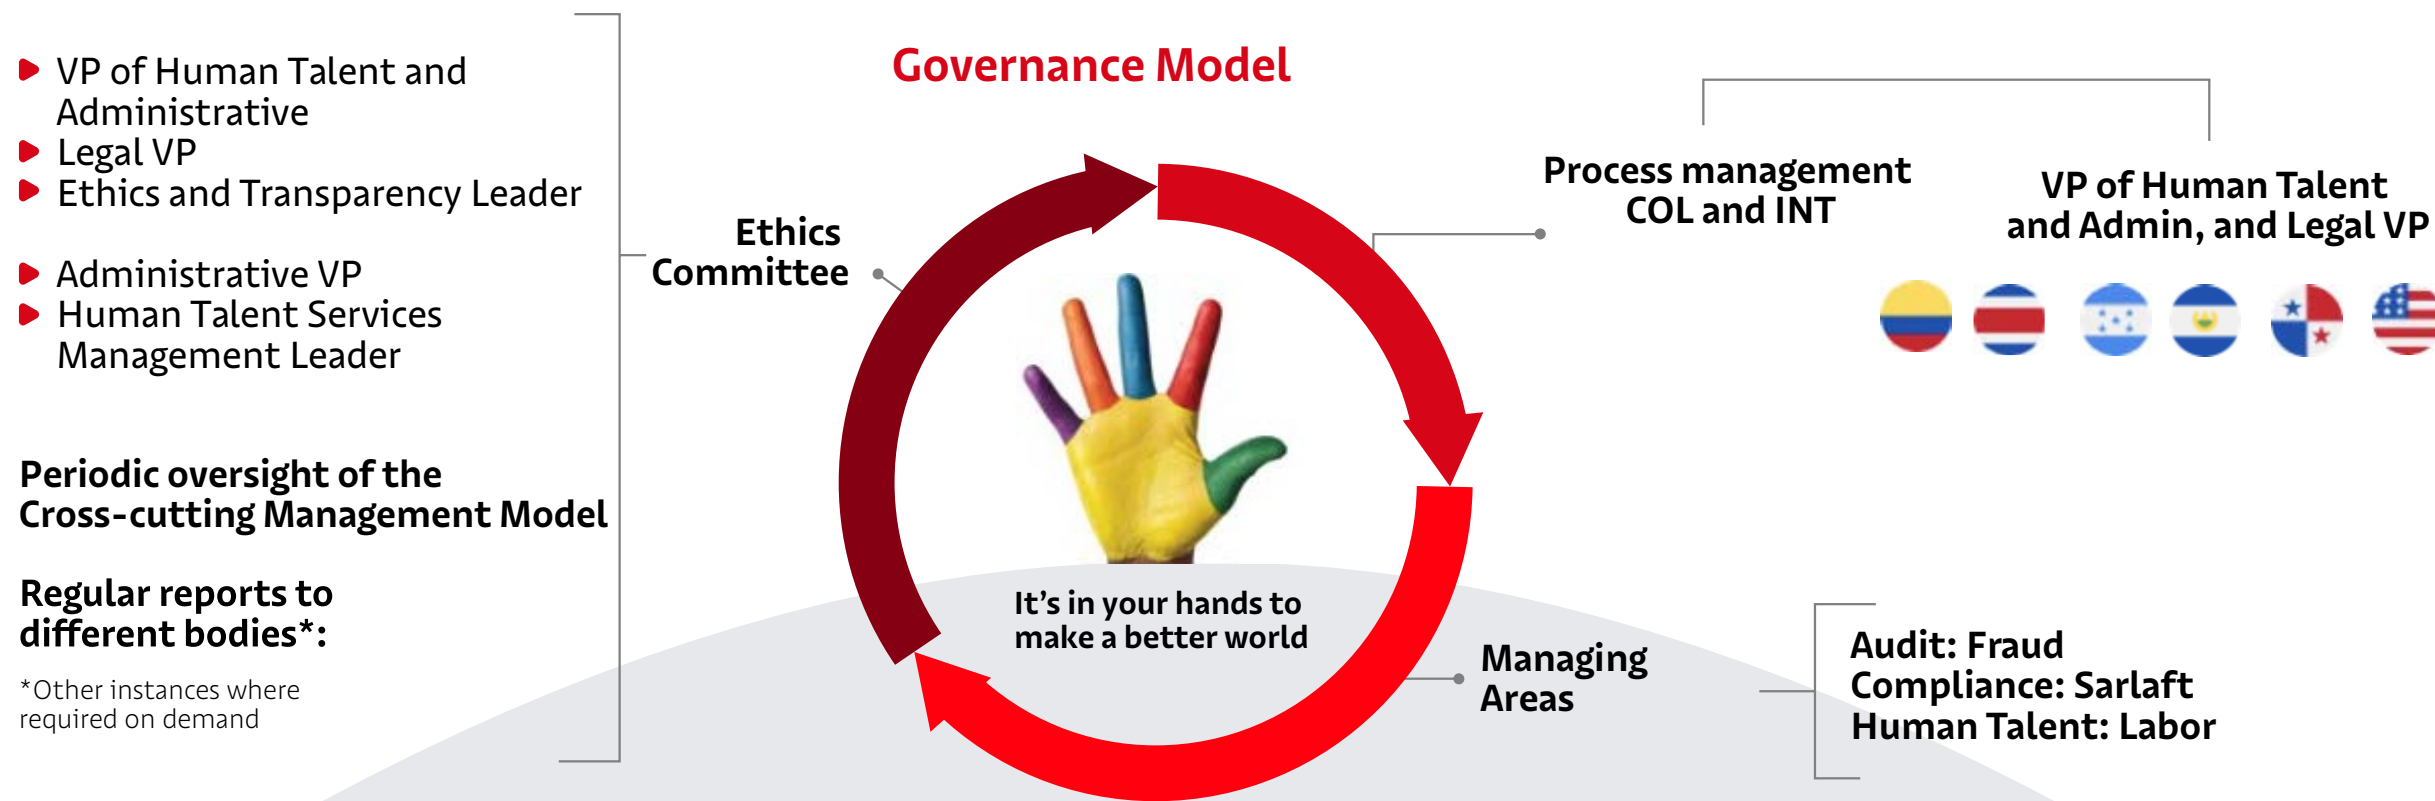 Governance Model
VP of Human Talent and
Administrative
Legal VP
Ethics and Transparency Leader
Administrative VP
Human Talent Services
Management Leader
Periodic oversight of the
Cross-cutting Management Model
Regular reports to
different bodies*:
*Other instances where
required on demand
Ethics
Committee
Process management
COL and INT
VP of Human Talent
and Admin, and Legal VP
It's in your hands to
make a better world
Managing
Areas
Audit: Fraud
Compliance: Sarlaft
Human Talent: Labor